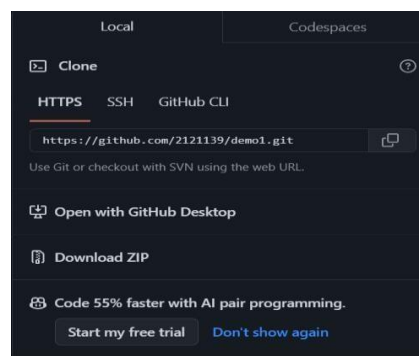 Local Codespaces
Clone
HTTPS SSH GitHub CLI
https://github.com/2121139/demo1.git
Use Git or checkout with SVN using the web URL.
Open with GitHub Desktop
Download ZIP
Code 55% faster with AI pair programming.
Start my free trial Don't show again